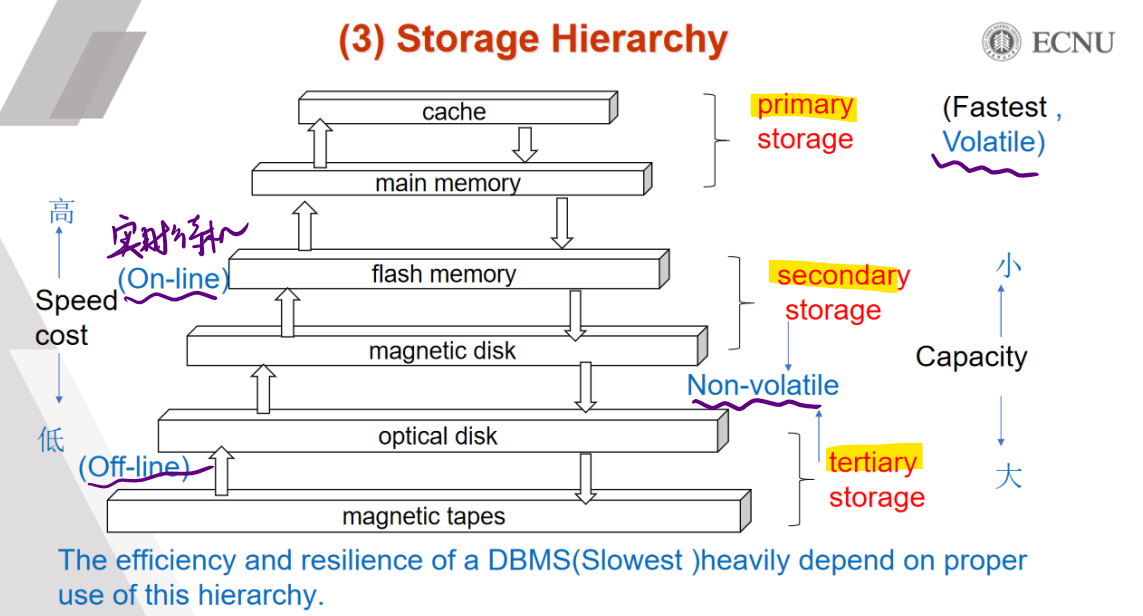 (3) Storage Hierarchy
ECNU
cache
primary
storage
(Fastest ,
Volatile)
main memory
高
实时待机
(On-line)
flash memory
secondary
storage
小
Speed
cost
magnetic disk
Capacity
Non-volatile
低
optical disk
(Off-line)
tertiary
storage
大
magnetic tapes
The efficiency and resilience of a DBMS(Slowest )heavily depend on proper
use of this hierarchy.